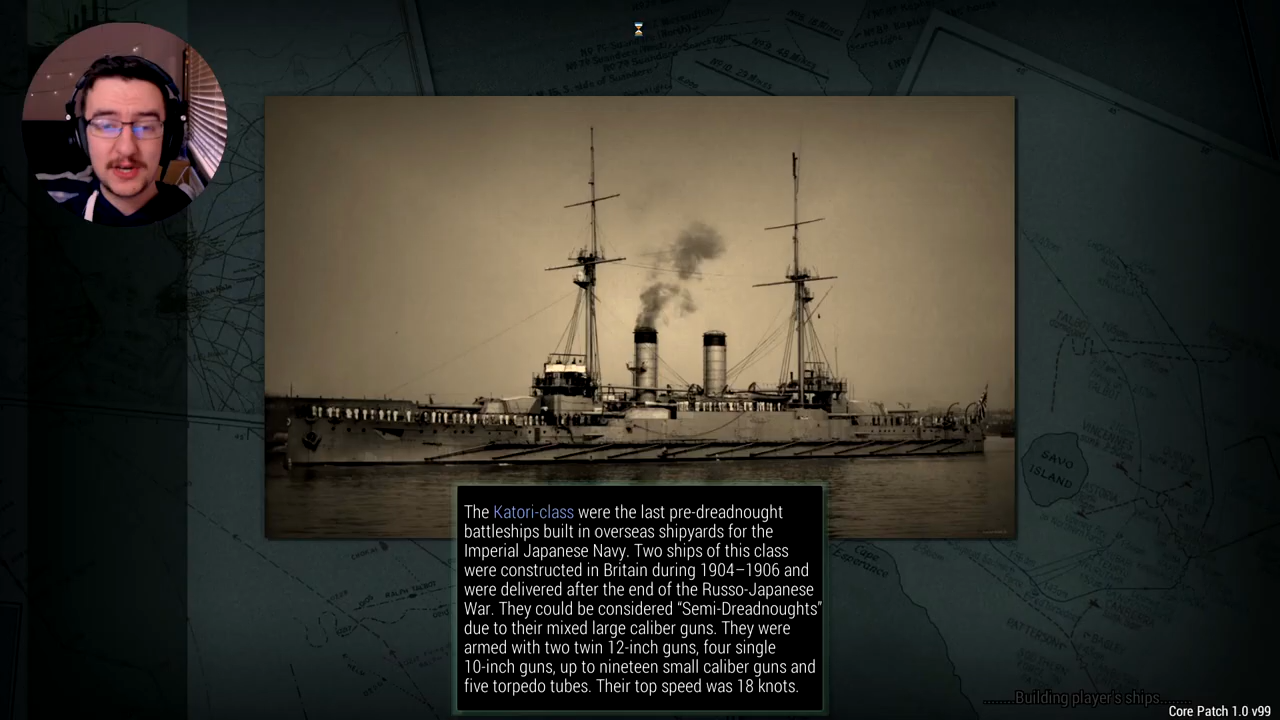 The Katori-class were the last pre-dreadnought
battleships built in overseas shipyards for the
Imperial Japanese Navy. Two ships of this class
were constructed in Britain during 1904–1906 and
were delivered after the end of the Russo-Japanese
War. They could be considered “Semi-Dreadnoughts”
due to their mixed large caliber guns. They were
armed with two twin 12-inch guns, four single
10-inch guns, up to nineteen small caliber guns and
five torpedo tubes. Their top speed was 18 knots.
SAVO
ISLAND
Cape
Esperance
.......Building player's ships.......
Core Patch 1.0 v99